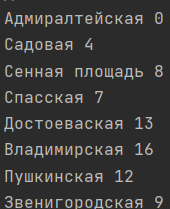 Адмиралтейская 0
Садовая 4
Сенная площадь 8
Спасская 7
Достоеваская 13
Владимирская 16
Пушкинская 12
Звенигородская 9